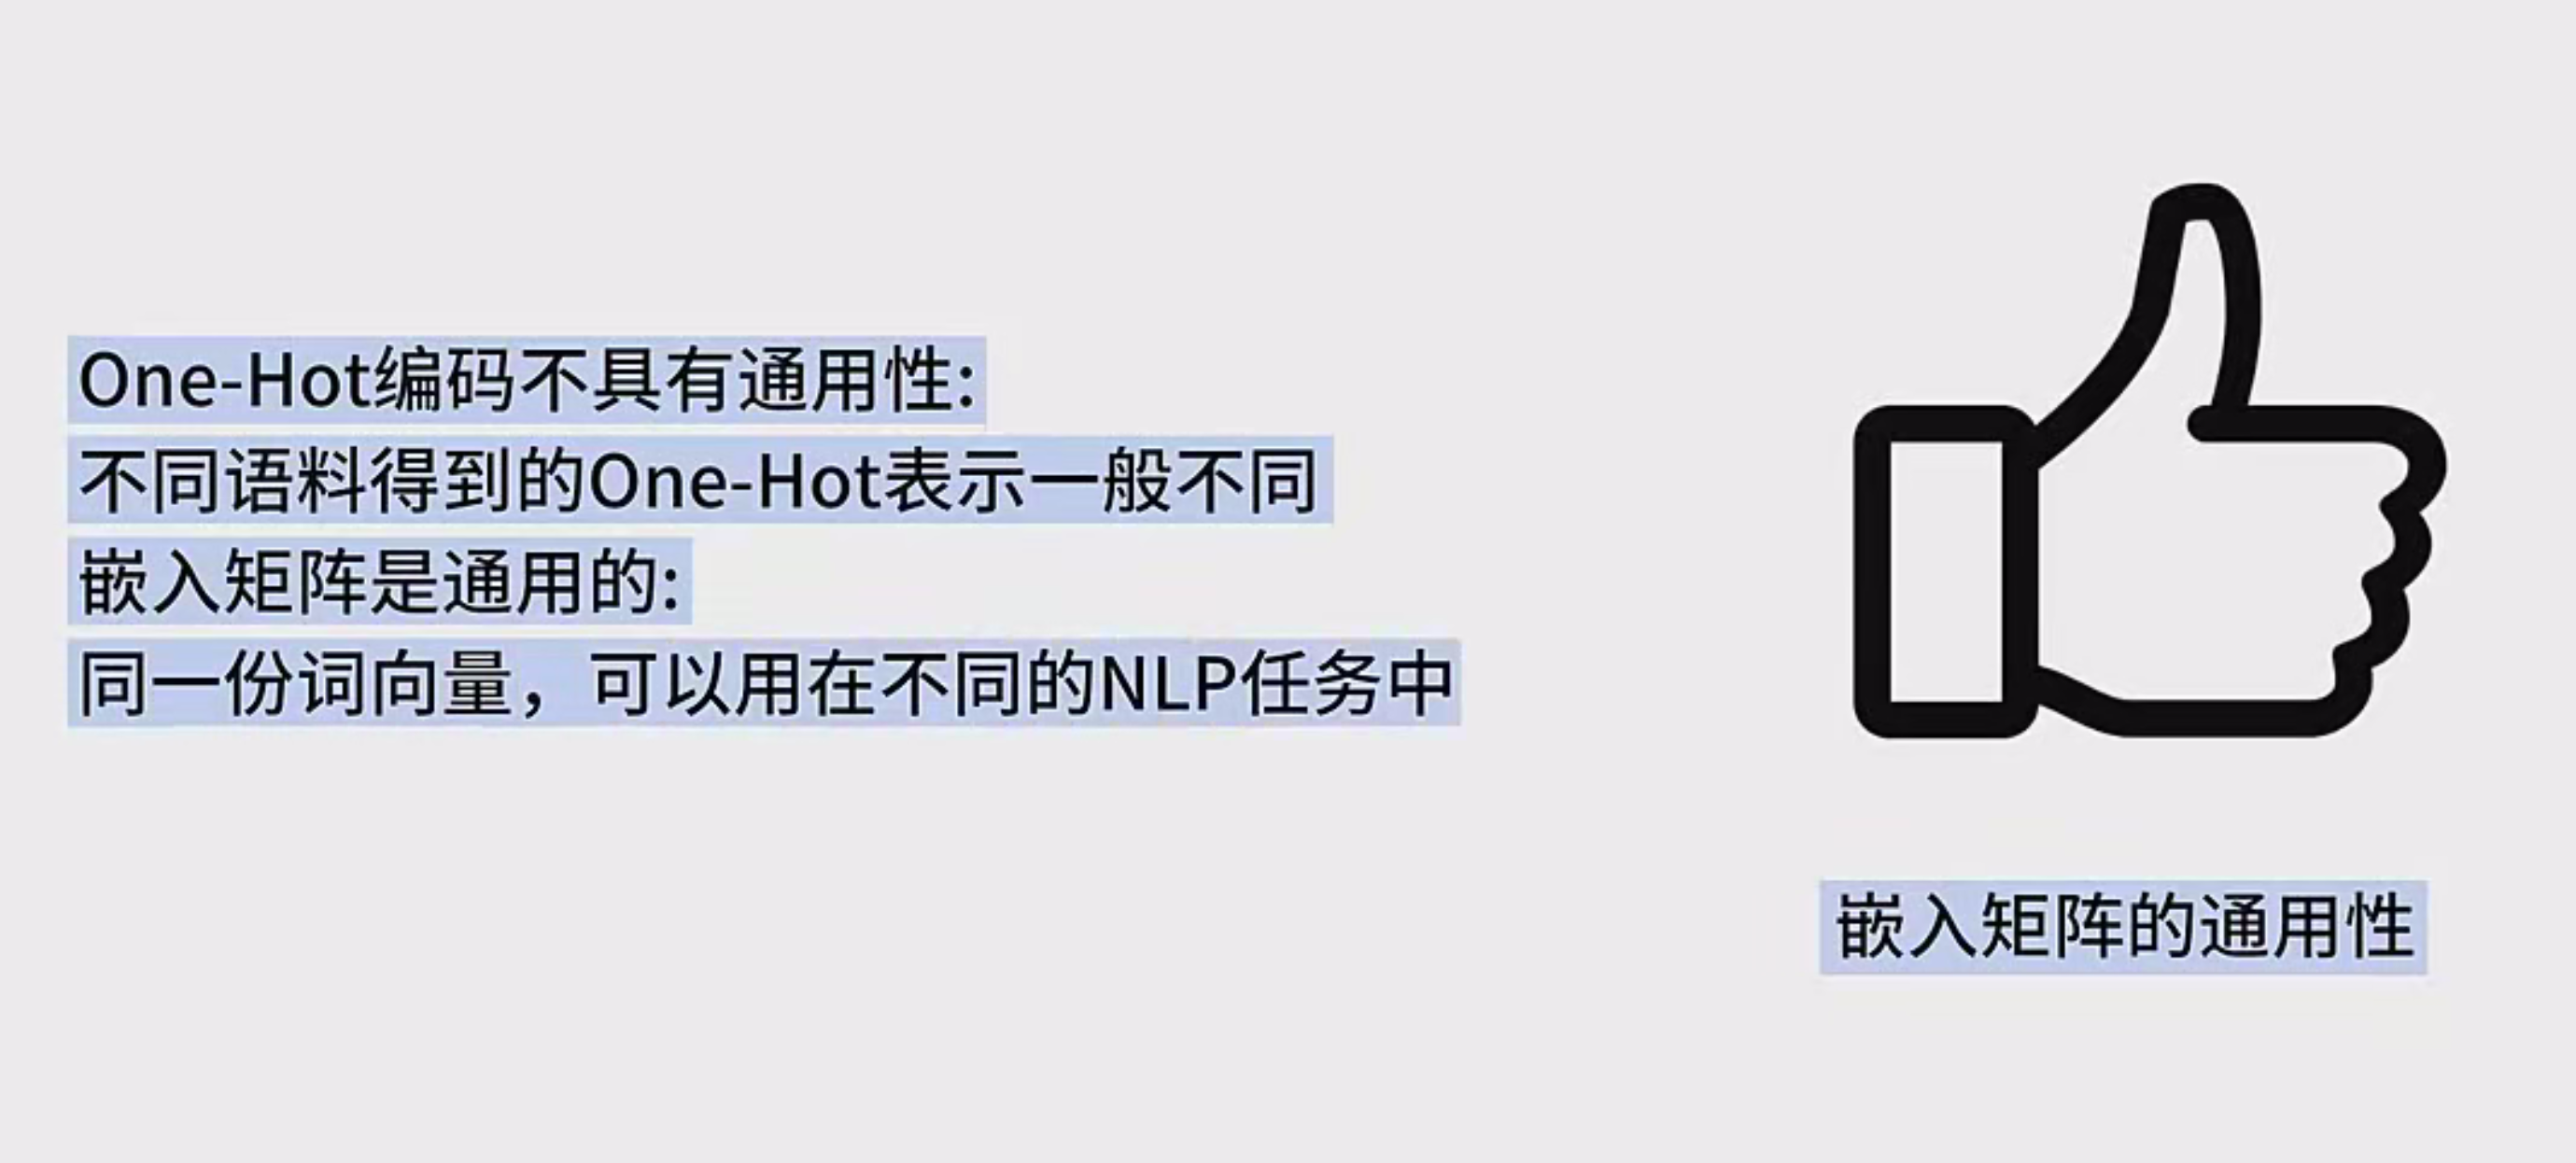 One-Hot编码不具有通用性:
不同语料得到的One-Hot表示一般不同
嵌入矩阵是通用的:
同一份词向量，可以用在不同的NLP任务中
嵌入矩阵的通用性